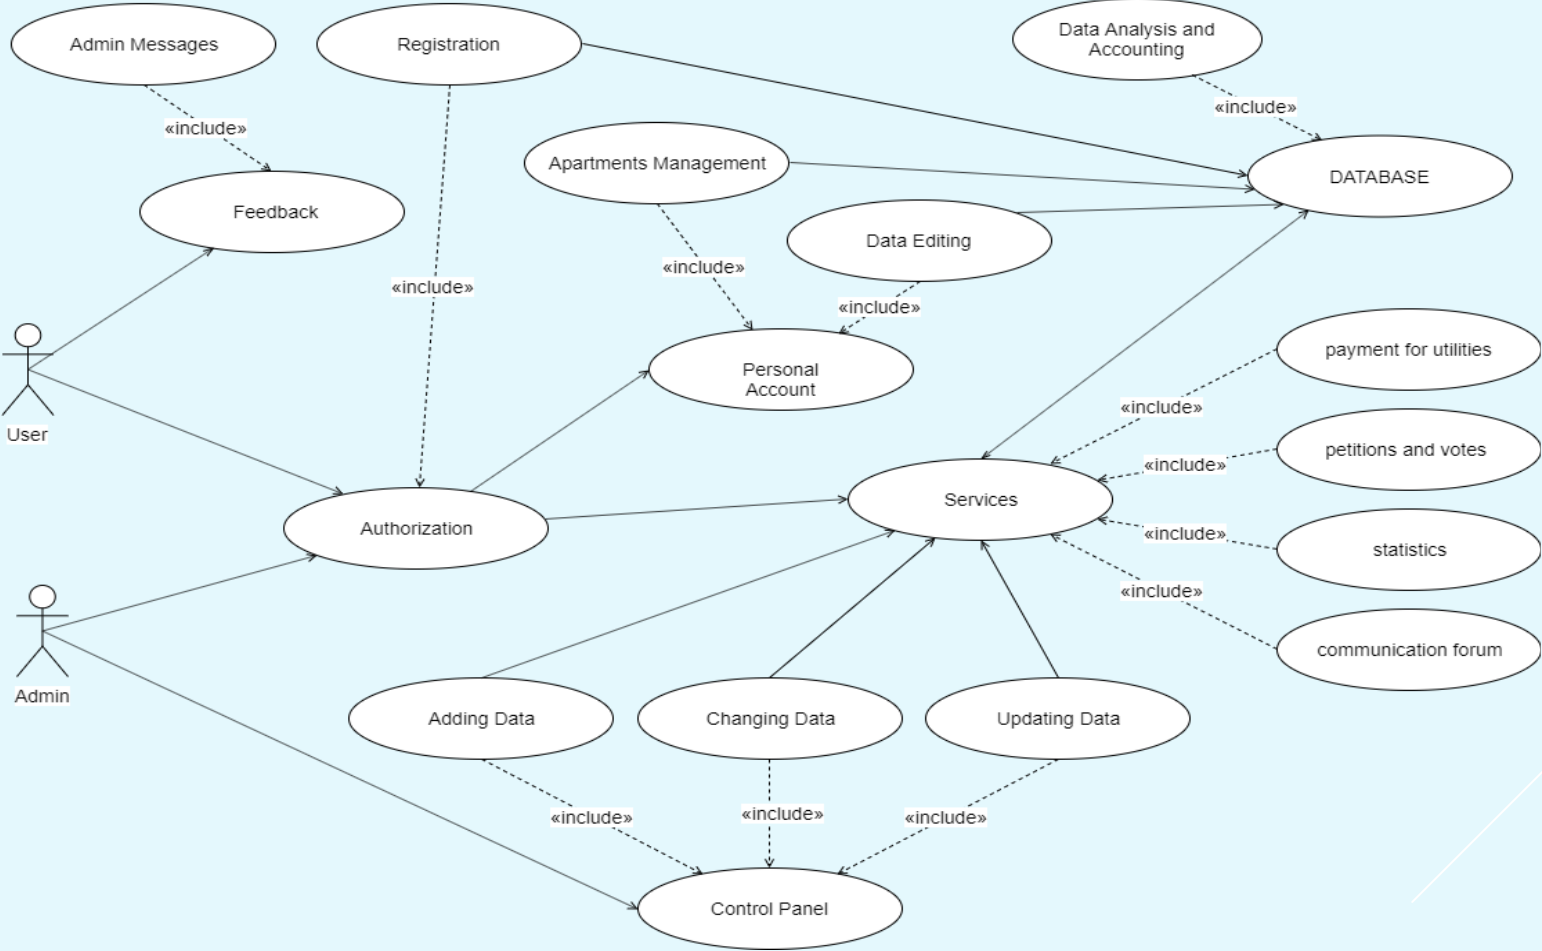 Admin Messages
Registration
Data Analysis and
Accounting
«include»
«include»
Apartments Management
DATABASE
Feedback
Data Editing
«include»
«include»
«include»
payment for utilities
Personal
Account
«include»
User
petitions and votes
«include»
Services
Authorization
«include»
statistics
«include»
communication forum
Admin
Adding Data
Changing Data
Updating Data
«include»
«include»
«include»
Control Panel